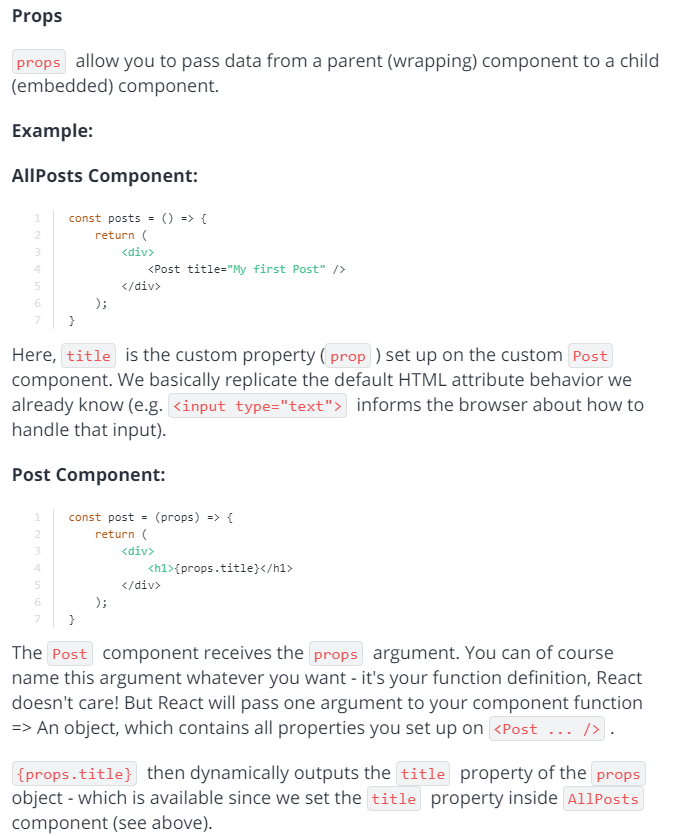 Props
props allow you to pass data from a parent (wrapping) component to a child
(embedded) component.
Example:
AllPosts Component:
1 const posts = () => {
2     return (
3         <div>
4             <Post title="My first Post" />
5         </div>
6     );
7 }
Here, title is the custom property (prop ) set up on the custom Post
component. We basically replicate the default HTML attribute behavior we
already know (e.g. <input type="text"> informs the browser about how to
handle that input).
Post Component:
1 const post = (props) => {
2     return (
3         <div>
4             <h1>{props.title}</h1>
5         </div>
6     );
7 }
The Post component receives the props argument. You can of course
name this argument whatever you want - it's your function definition, React
doesn't care! But React will pass one argument to your component function
=> An object, which contains all properties you set up on <Post ... /> .
{props.title} then dynamically outputs the title property of the props
object - which is available since we set the title property inside AllPosts
component (see above).